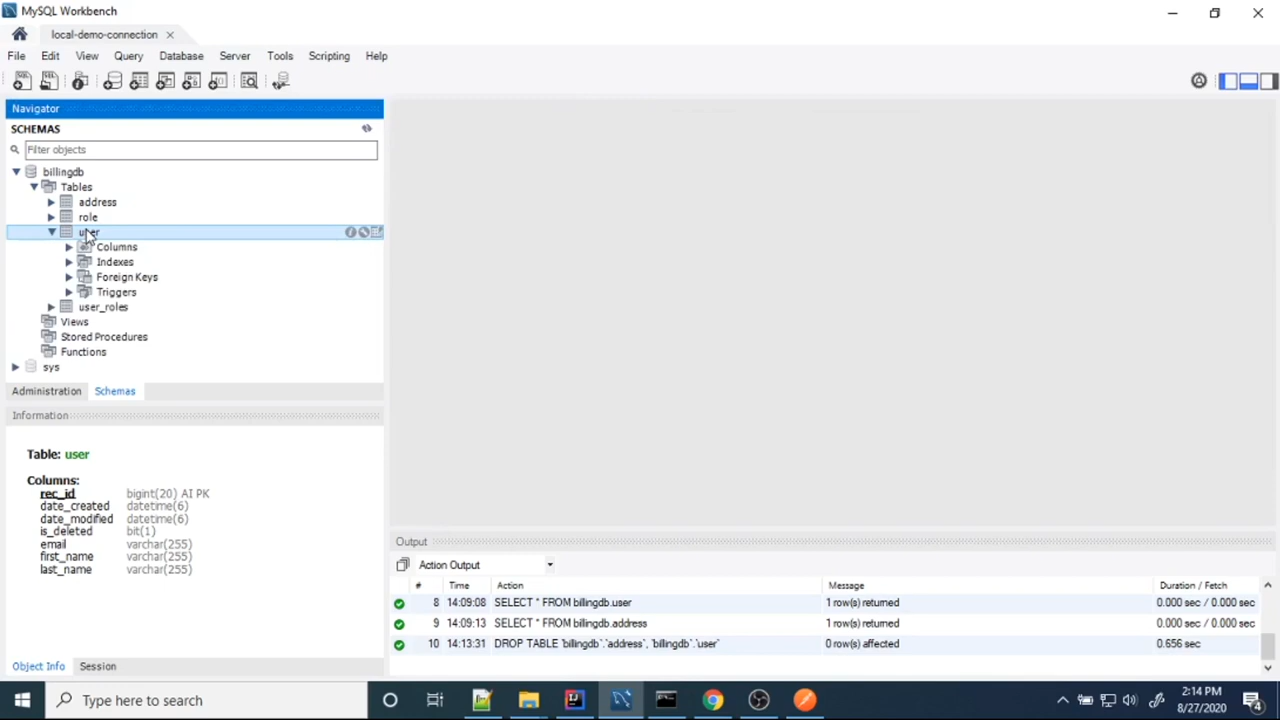 MySQL Workbench
local-demo-connection
File Edit View Query Database Server Tools Scripting Help
Navigator
SCHEMAS
Filter objects
billingdb
Tables
address
role
user
Columns
Indexes
Foreign Keys
Triggers
user_roles
Views
Stored Procedures
Functions
sys
Administration Schemas
Information
Table: user
Columns:
rec_id bigint(20) AI PK
date_created datetime(6)
date_modified datetime(6)
is_deleted bit(1)
email varchar(255)
first_name varchar(255)
last_name varchar(255)
Object Info Session
Output
Action Output
# Time Action Message Duration / Fetch
8 14:09:08 SELECT * FROM billingdb.user 1 row(s) returned 0.000 sec / 0.000 sec
9 14:09:13 SELECT * FROM billingdb.address 1 row(s) returned 0.000 sec / 0.000 sec
10 14:13:31 DROP TABLE `billingdb`.`address`, `billingdb`.`user` 0 row(s) affected 0.656 sec
Type here to search
2:14 PM
8/27/2020
4